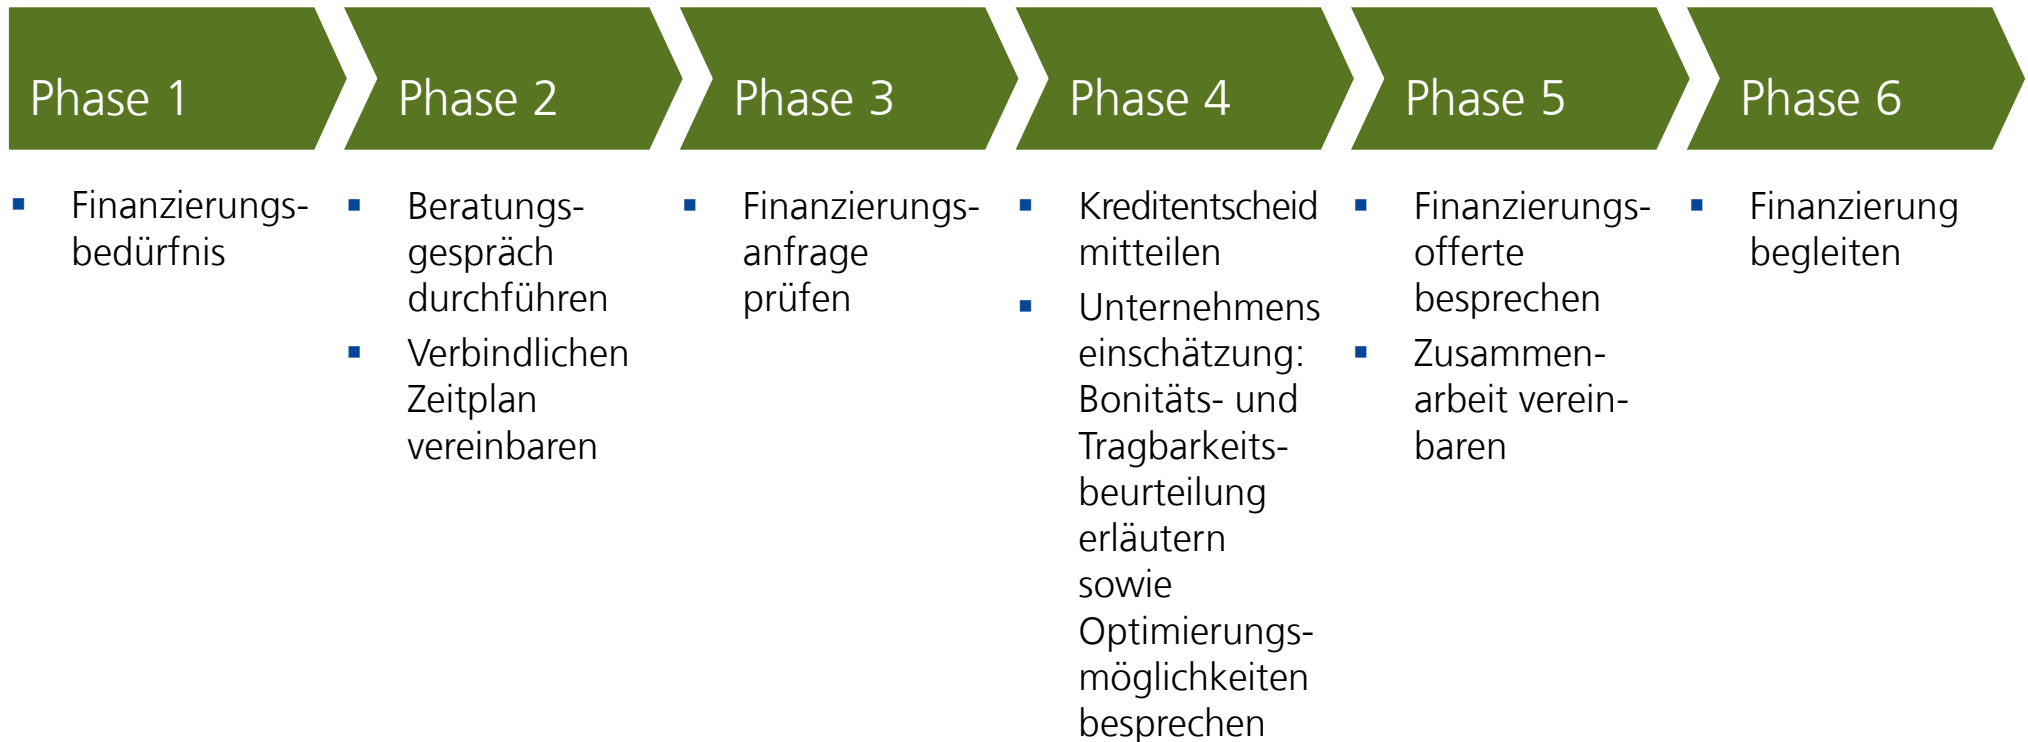 Phase 1
Phase 2
Phase 3
Phase 4
Phase 5
Phase 6
▪ Finanzierungs-
bedürfnis
▪ Beratungs-
gespräch
durchführen
▪ Verbindlichen
Zeitplan
vereinbaren
▪ Finanzierungs-
anfrage
prüfen
▪ Kreditentscheid
mitteilen
▪ Unternehmens
einschätzung:
Bonitäts- und
Tragbarkeits-
beurteilung
erläutern
sowie
Optimierungs-
möglichkeiten
besprechen
▪ Finanzierungs-
offerte
besprechen
▪ Zusammen-
arbeit verein-
baren
▪ Finanzierung
begleiten